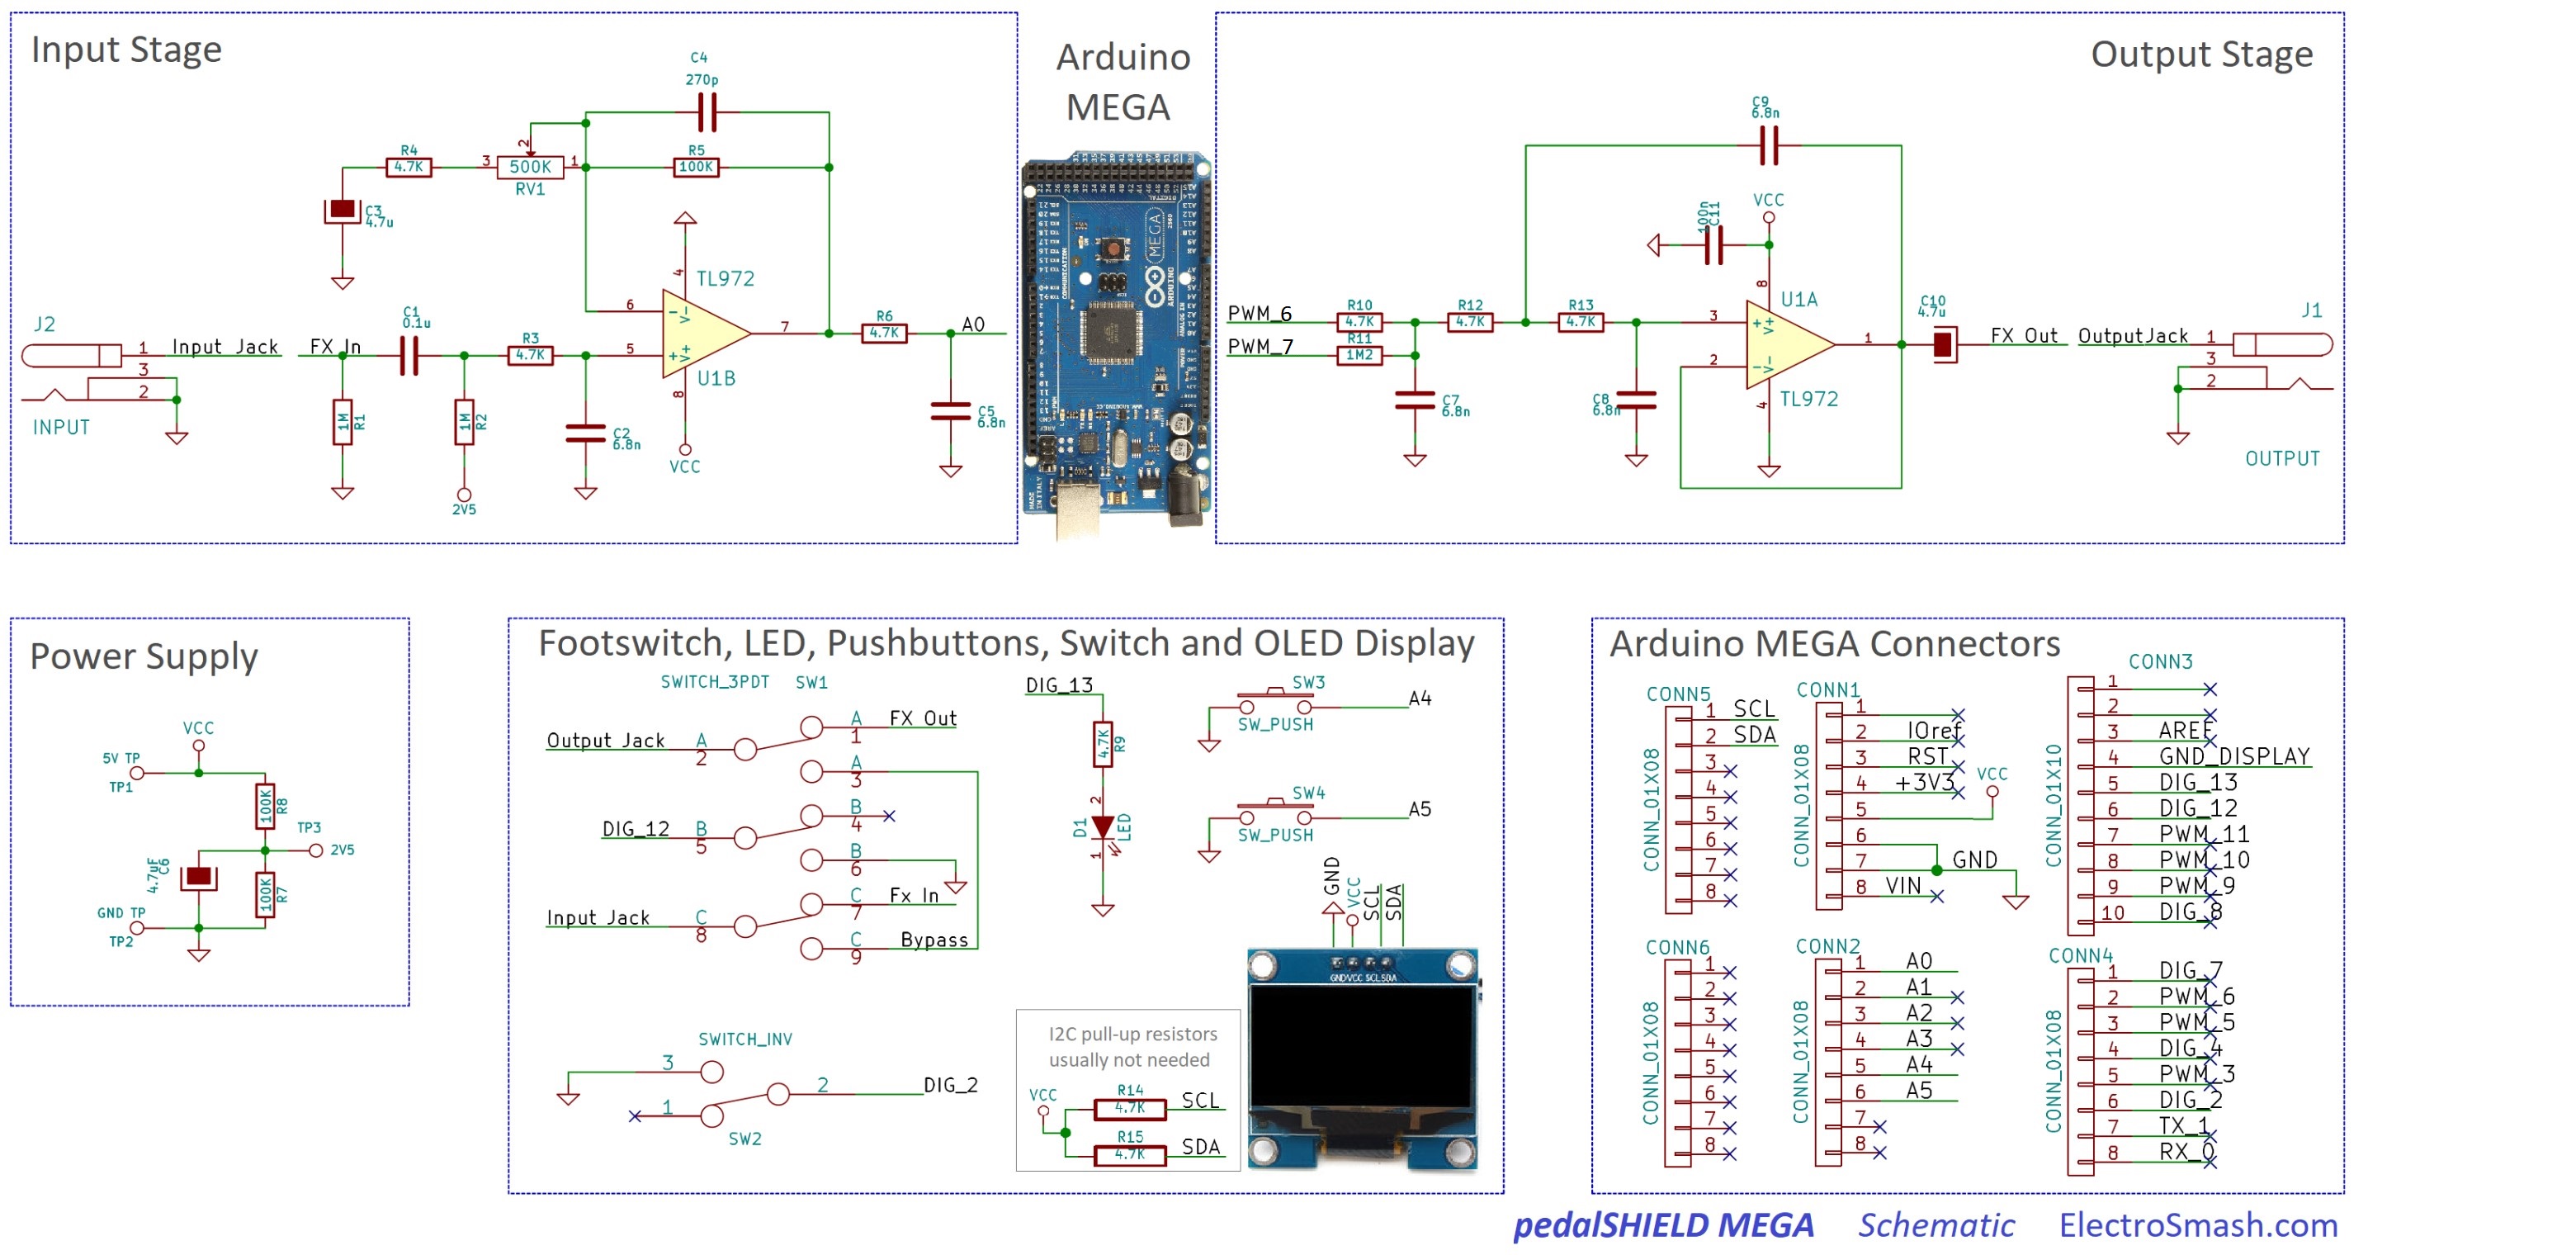 Input Stage
C4
270p
R4
4.7K
3
2
500K
1
RV1
R5
100K
C3
4.7u
4
TL972
6
V-
V+
5
7
U1B
8
VCC
R6
4.7K
A0
C5
6.8n
J2
1
Input Jack
3
2
INPUT
FX In
C1
0.1u
R3
4.7K
1M
R1
1M
R2
2V5
C2
6.8n
Arduino
MEGA
MEGA
ARDUINO
MADE
IN ITALY
Output Stage
C9
6.8n
100n
C11
VCC
8
U1A
PWM_6
R10
4.7K
R12
4.7K
R13
4.7K
3
V+
PWM_7
R11
1M2
2
V-
1
TL972
4
C7
6.8n
C8
6.8n
C10
4.7u
FX Out
OutputJack
1
3
2
J1
OUTPUT
Power Supply
VCC
5V TP
TP1
100K
R8
TP3
2V5
4.7uF
C6
100K
R7
GND TP
TP2
Footswitch, LED, Pushbuttons, Switch and OLED Display
SWITCH_3PDT
SW1
Output Jack
A
2
A
1
FX Out
A
3
DIG_12
B
5
B
4
B
6
Input Jack
C
8
C
7
Fx In
C
9
Bypass
DIG_13
4.7K
R9
2
D1
LED
1
SW3
SW_PUSH
A4
SW4
SW_PUSH
A5
GND
VCC
SCL
SDA
GND VCC SCL SDA
SWITCH_INV
3
2
DIG_2
1
SW2
I2C pull-up resistors
usually not needed
VCC
R14
4.7K
SCL
R15
4.7K
SDA
Arduino MEGA Connectors
CONN5
CONN_01X08
1 SCL
2 SDA
3
4
5
6
7
8
CONN1
CONN_01X08
1
2 IOref
3 RST
4 +3V3
VCC
5
6
7 GND
8 VIN
CONN3
CONN_01X10
1
2
3 AREF
4 GND_DISPLAY
5 DIG_13
6 DIG_12
7 PWM_11
8 PWM_10
9 PWM_9
10 DIG_8
CONN6
CONN_01X08
1
2
3
4
5
6
7
8
CONN2
CONN_01X08
1 A0
2 A1
3 A2
4 A3
5 A4
6 A5
7
8
CONN4
CONN_01X08
1 DIG_7
2 PWM_6
3 PWM_5
4 DIG_4
5 PWM_3
6 DIG_2
7 TX_1
8 RX_0
pedalSHIELD MEGA Schematic ElectroSmash.com